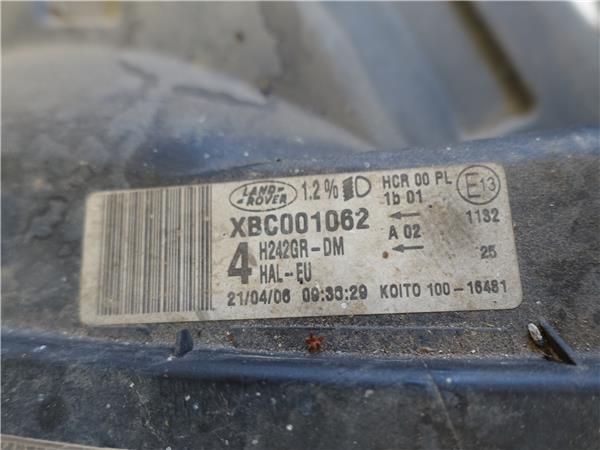 LAND-
-ROVER
1.2%
HCR 00 PL
E13
1b 01
XBC001062
← 1132
A 02
4
H242GR-DM
← 25
HAL-EU
21/04/06 09:33:29 KOITO 100-16481